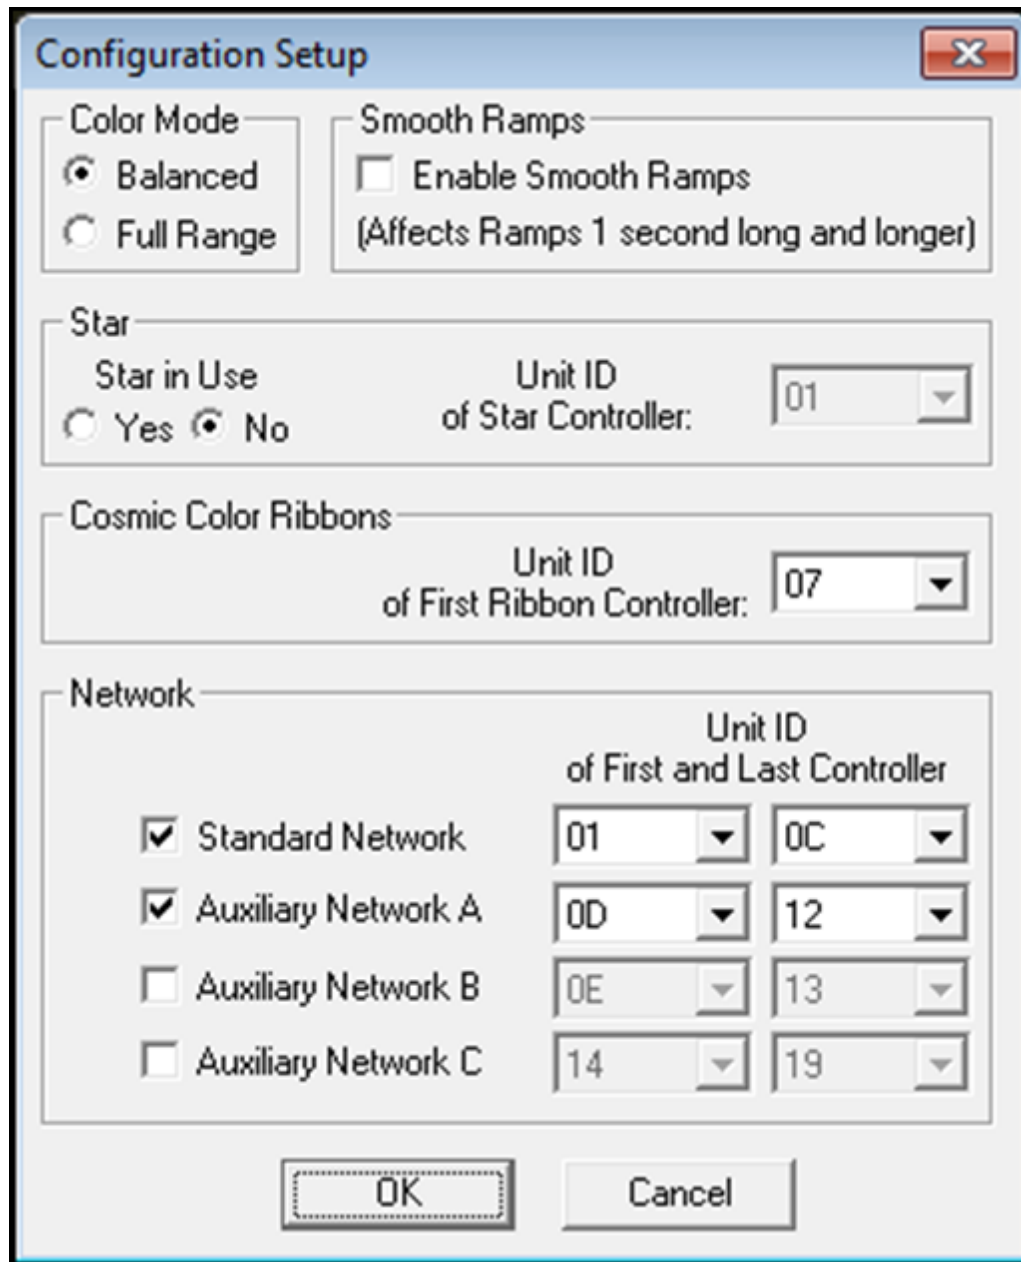 Configuration Setup
Color Mode
Balanced
Full Range
Smooth Ramps
Enable Smooth Ramps
(Affects Ramps 1 second long and longer)
Star
Star in Use
Yes No
Unit ID
of Star Controller:
01
Cosmic Color Ribbons
Unit ID
of First Ribbon Controller:
07
Network
Unit ID
of First and Last Controller
Standard Network 01 0C
Auxiliary Network A 0D 12
Auxiliary Network B 0E 13
Auxiliary Network C 14 19
OK Cancel